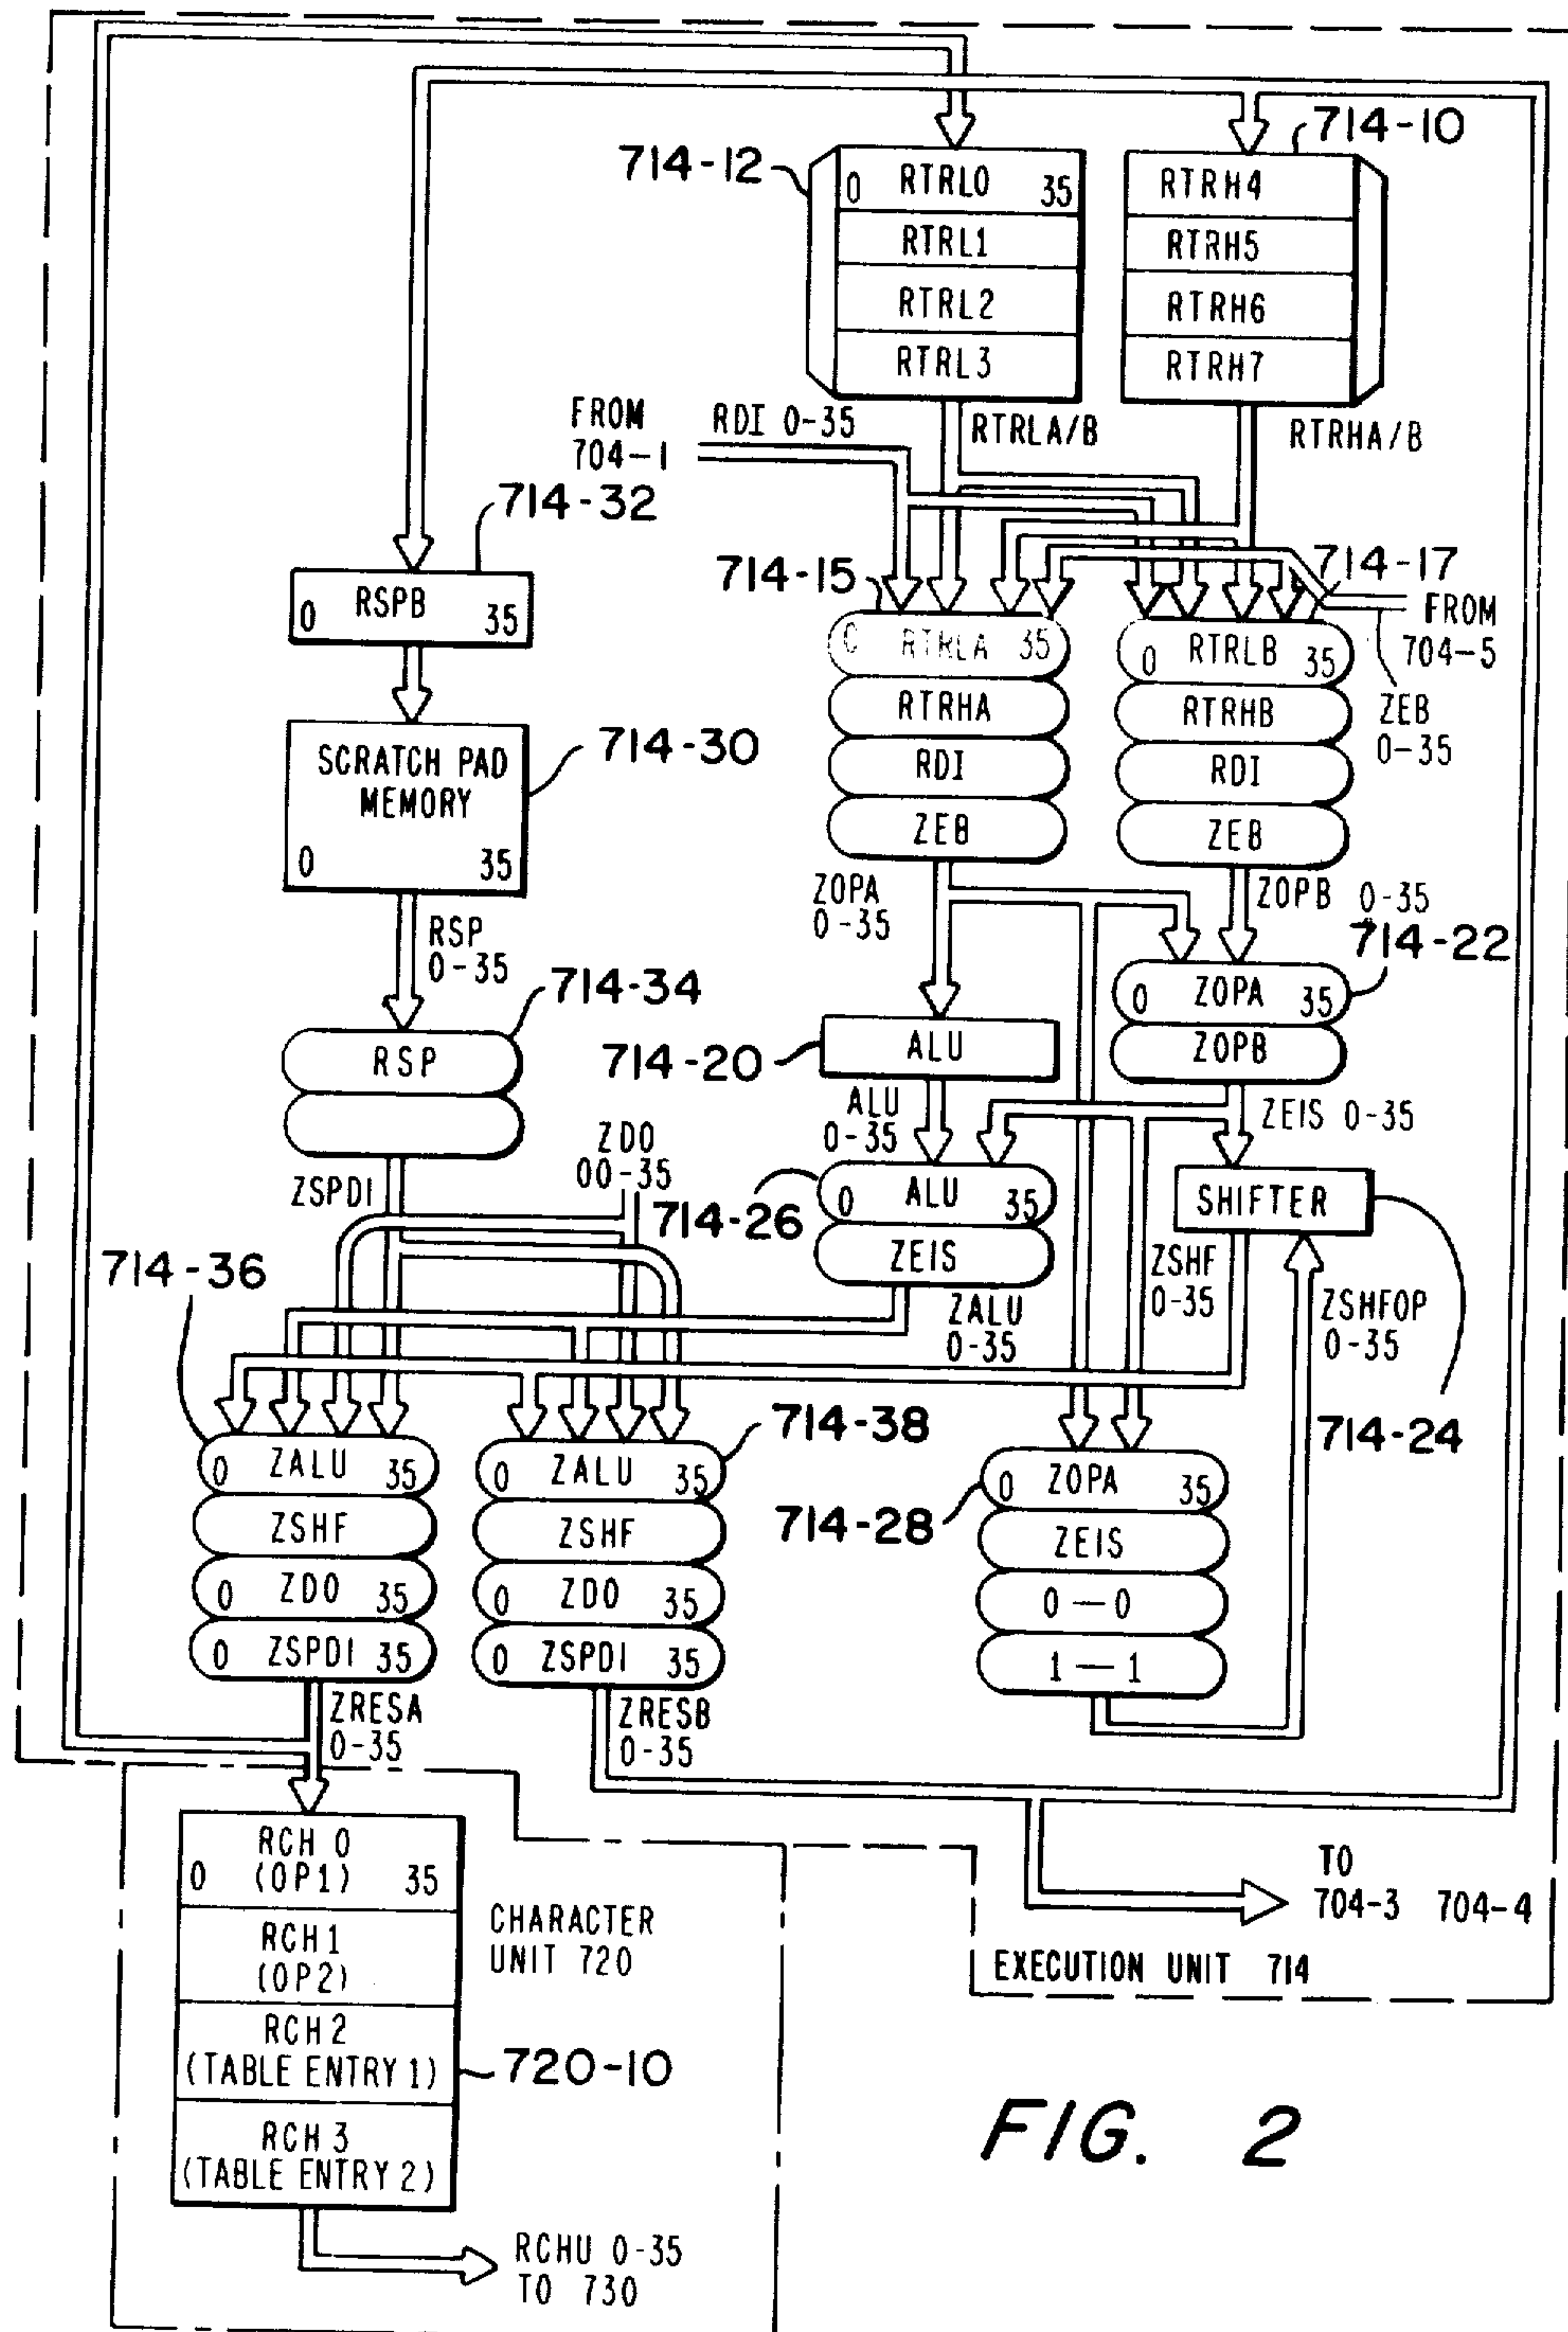 714-10
714-12
0 RTRL0 35
RTRL1
RTRL2
RTRL3
RTRH4
RTRH5
RTRH6
RTRH7
FROM
704-1
RDI 0-35
RTRLA/B
RTRHA/B
714-32
0 RSPB 35
714-15
714-17
FROM
704-5
0 RTRLA 35
RTRHA
RDI
ZEB
0 RTRLB 35
RTRHB
RDI
ZEB
ZEB
0-35
SCRATCH PAD
MEMORY
0 35
714-30
ZOPA
0-35
ZOPB 0-35
714-22
RSP
0-35
714-34
RSP
0 ZOPA 35
ZOPB
714-20
ALU
ALU
0-35
ZEIS 0-35
ZDO
00-35
ZSPDI
714-26
0 ALU 35
ZEIS
SHIFTER
714-36
ZALU
0-35
ZSHF
0-35
ZSHFOP
0-35
714-24
714-38
0 ZALU 35
ZSHF
0 ZDO 35
0 ZSPDI 35
0 ZALU 35
ZSHF
0 ZDO 35
0 ZSPDI 35
714-28
0 ZOPA 35
ZEIS
0—0
1—1
ZRESA
0-35
ZRESB
0-35
RCH 0
0 (OP1) 35
RCH 1
(OP2)
RCH 2
(TABLE ENTRY 1)
RCH 3
(TABLE ENTRY 2)
CHARACTER
UNIT 720
720-10
TO
704-3 704-4
EXECUTION UNIT 714
RCHU 0-35
TO 730
FIG. 2